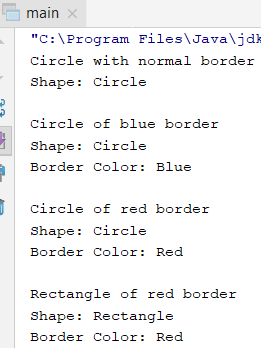 main
"C:\Program Files\Java\jdk
Circle with normal border
Shape: Circle
Circle of blue border
Shape: Circle
Border Color: Blue
Circle of red border
Shape: Circle
Border Color: Red
Rectangle of red border
Shape: Rectangle
Border Color: Red